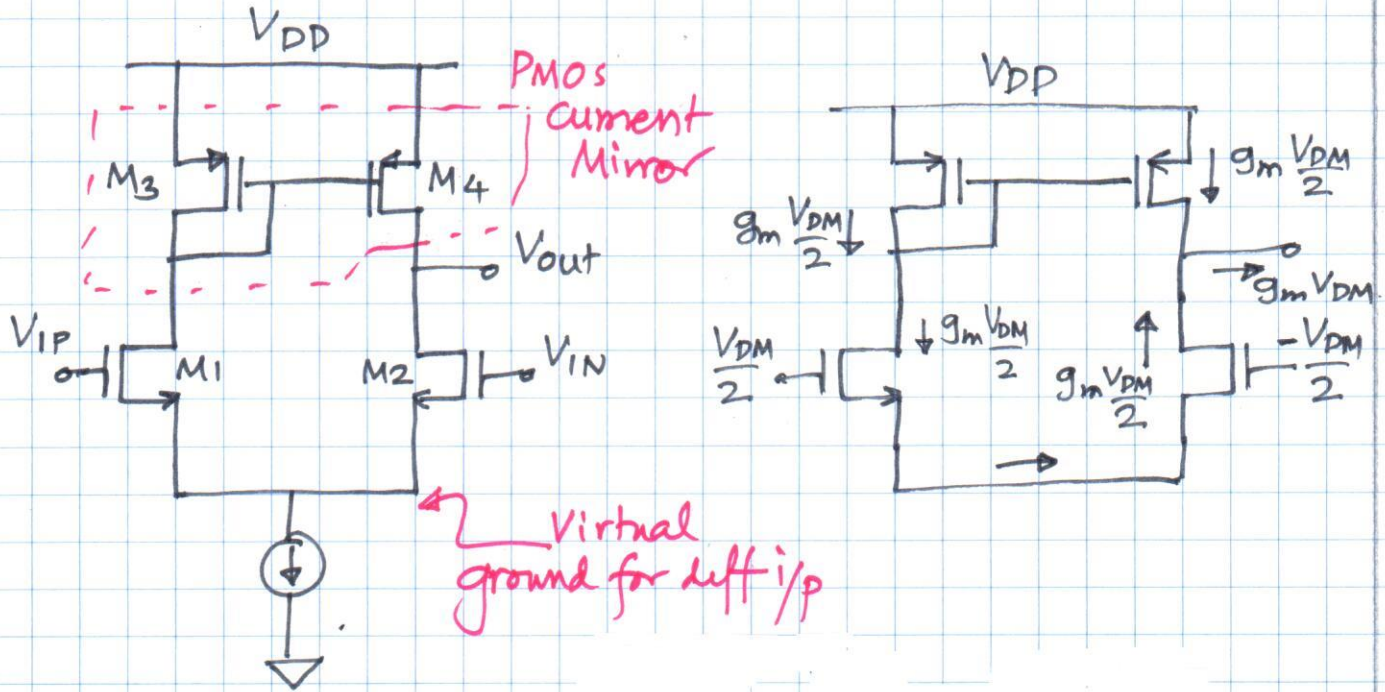 VDD
PMOs
Current
Mirror
M3
M4
Vout
VIP
M1
M2
VIN
Virtual
ground for diff i/p
VDD
gm VDM/2
gm VDM/2
gm VDM
gm VDM/2
VDM/2
gm VDM/2
-VDM/2